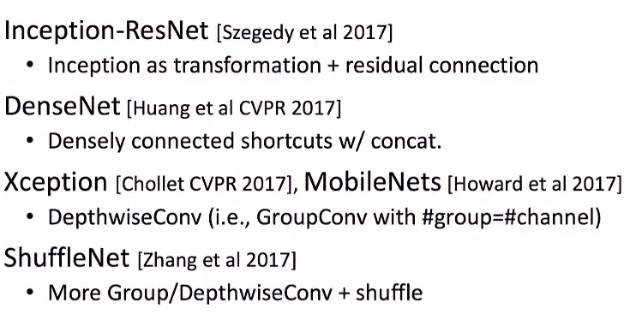 Inception-ResNet [Szegedy et al 2017]
• Inception as transformation + residual connection
DenseNet [Huang et al CVPR 2017]
• Densely connected shortcuts w/ concat.
Xception [Chollet CVPR 2017], MobileNets [Howard et al 2017]
• DepthwiseConv (i.e., GroupConv with #group=#channel)
ShuffleNet [Zhang et al 2017]
• More Group/DepthwiseConv + shuffle